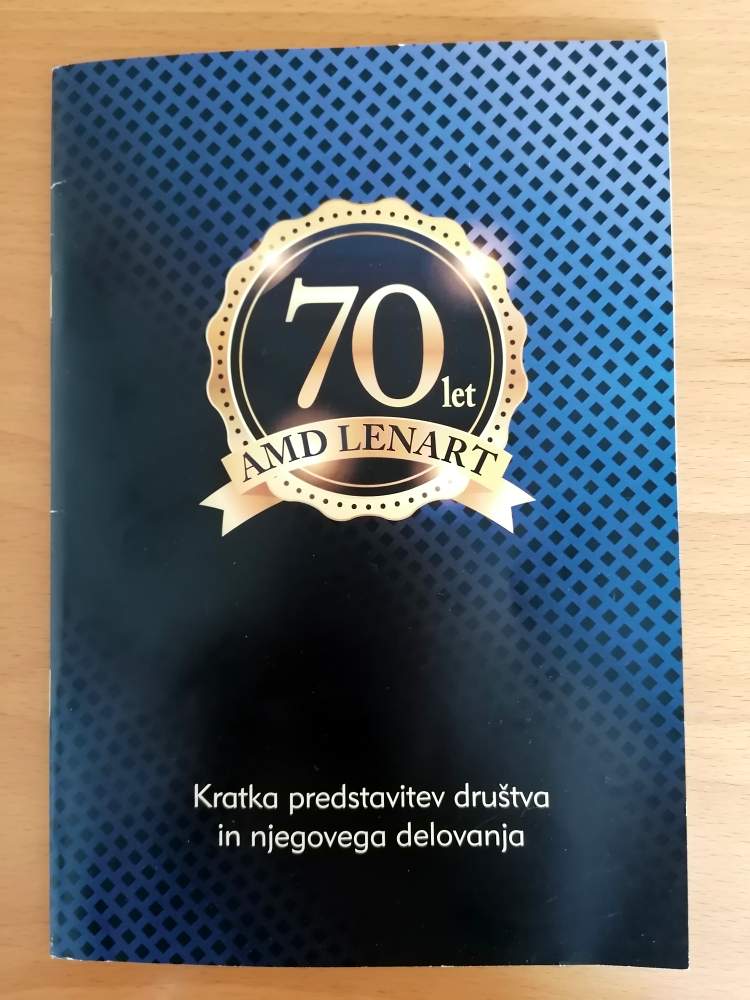 70
let
AMD LENART
Kratka predstavitev društva
in njegovega delovanja